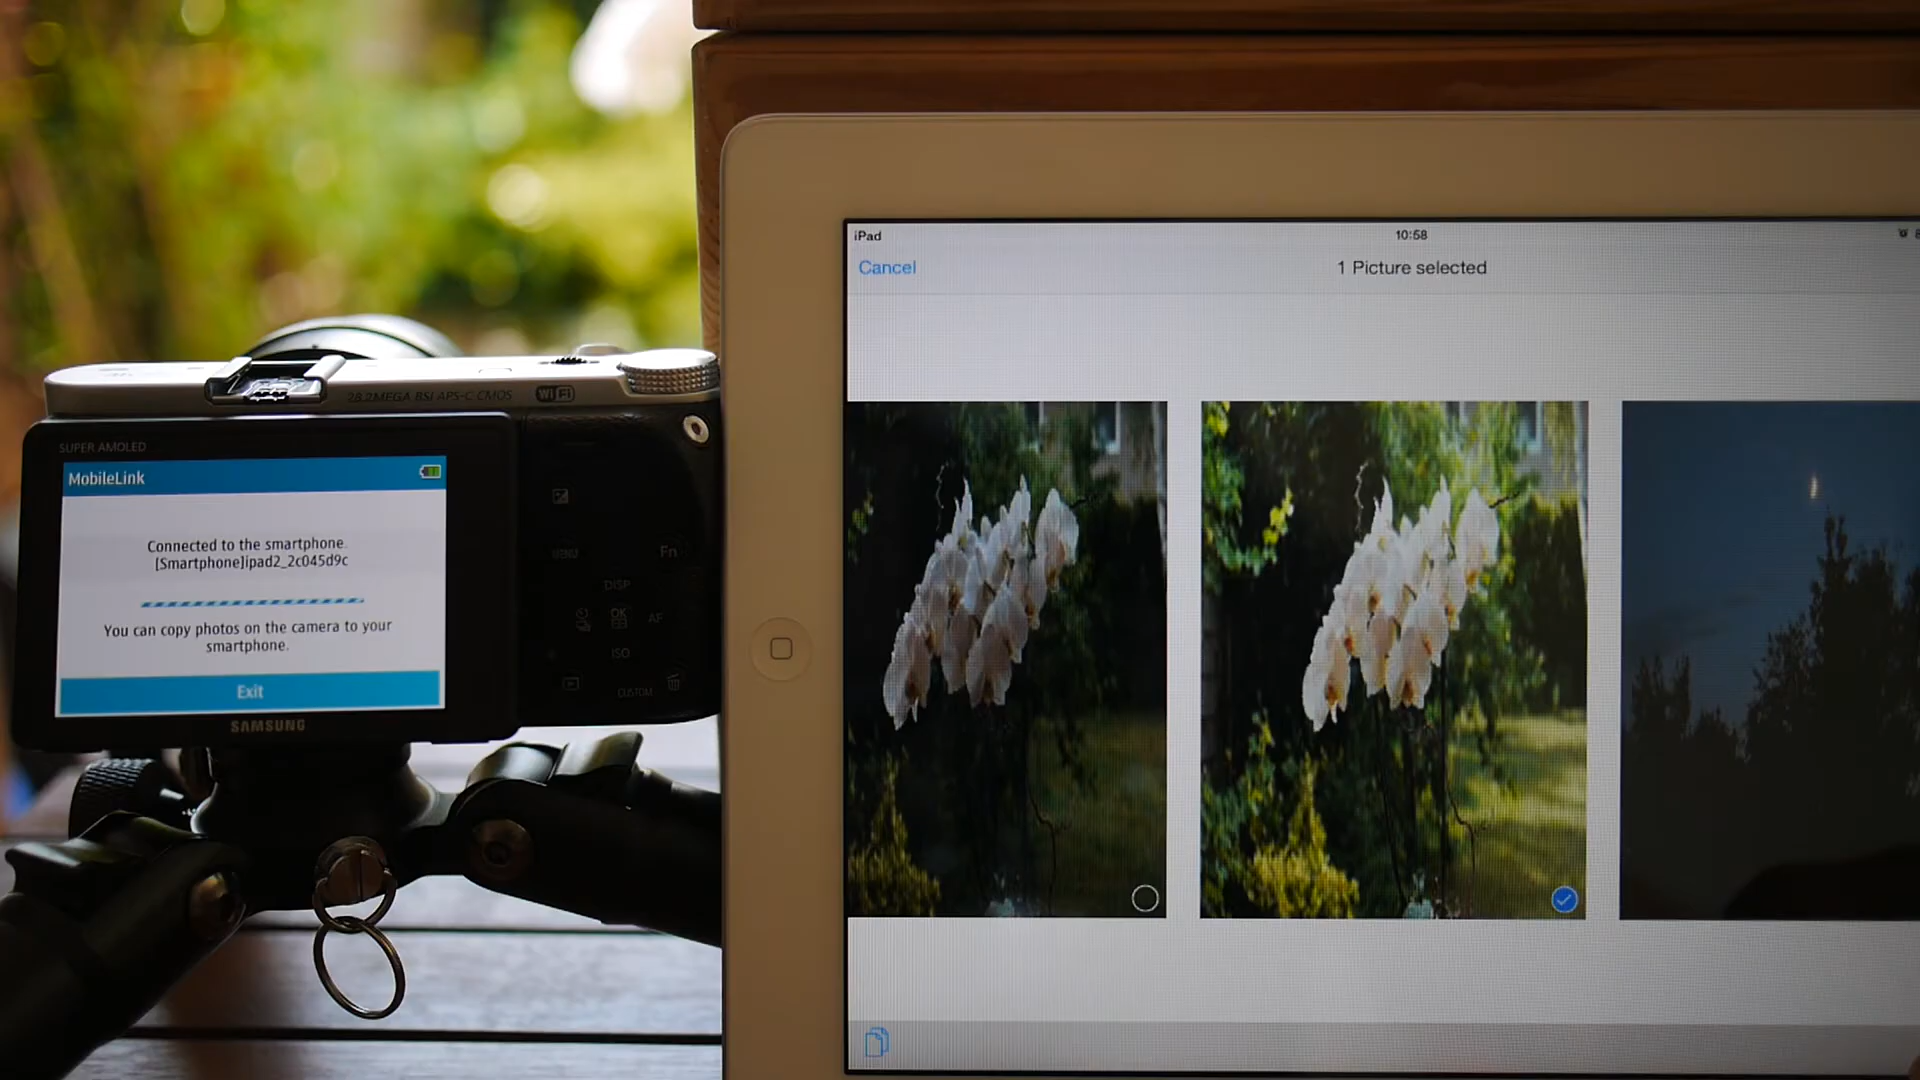 28.2MEGA BSI APS-C CMOS
WiFi
SUPER AMOLED
MobileLink
Connected to the smartphone.
[Smartphone]ipad2_2c045d9c
You can copy photos on the camera to your
smartphone.
Exit
SAMSUNG
MENU
Fn
DISP
OK
AF
ISO
CUSTOM
iPad
10:58
Cancel
1 Picture selected